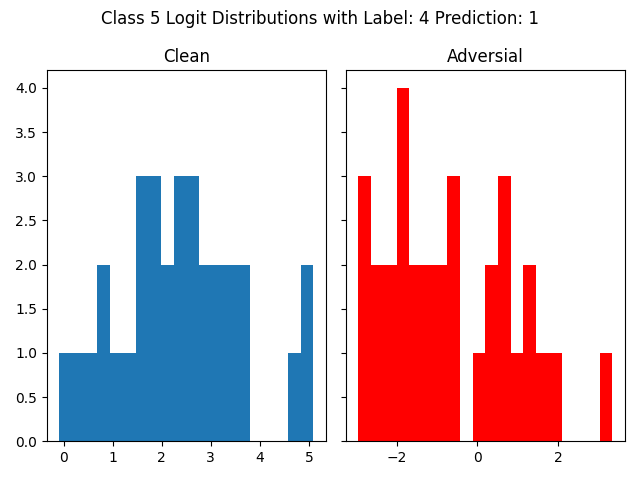 Class 5 Logit Distributions with Label: 4 Prediction: 1
Clean
Adversial
4.0
3.5
3.0
2.5
2.0
1.5
1.0
0.5
0.0
0 1 2 3 4 5
−2 0 2